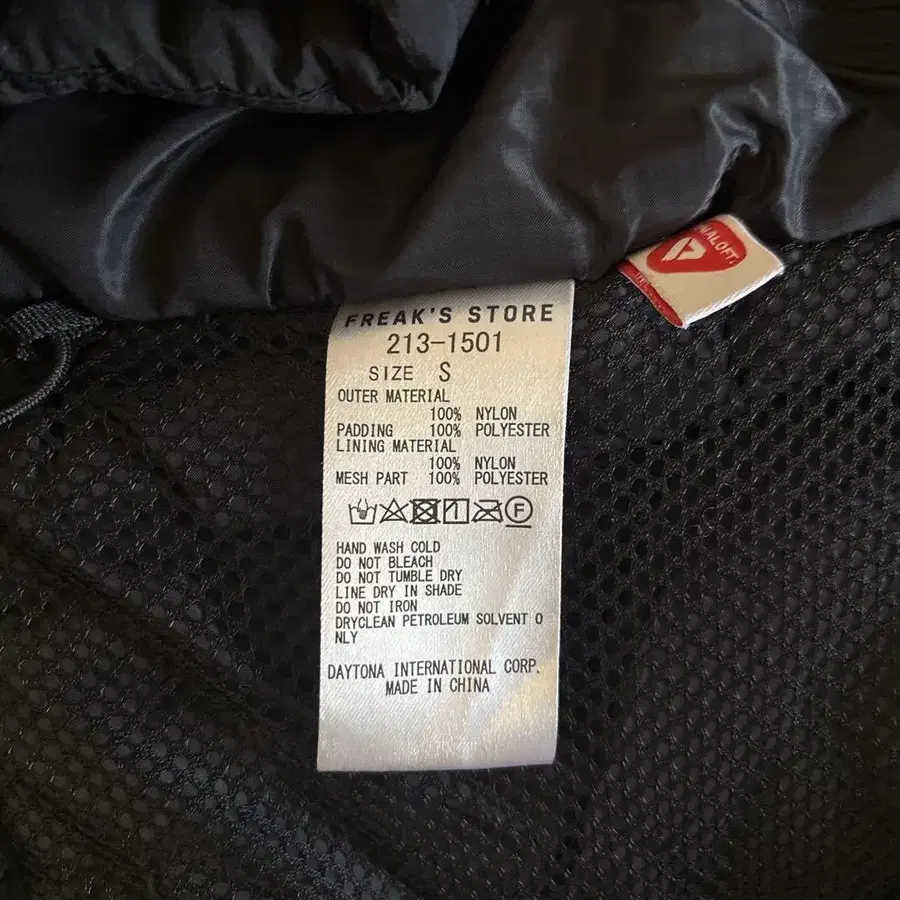 FREAK'S STORE
213-1501
SIZE S
OUTER MATERIAL
100% NYLON
PADDING 100% POLYESTER
LINING MATERIAL
100% NYLON
MESH PART 100% POLYESTER
F
HAND WASH COLD
DO NOT BLEACH
DO NOT TUMBLE DRY
LINE DRY IN SHADE
DO NOT IRON
DRYCLEAN PETROLEUM SOLVENT O
NLY
DAYTONA INTERNATIONAL CORP.
MADE IN CHINA